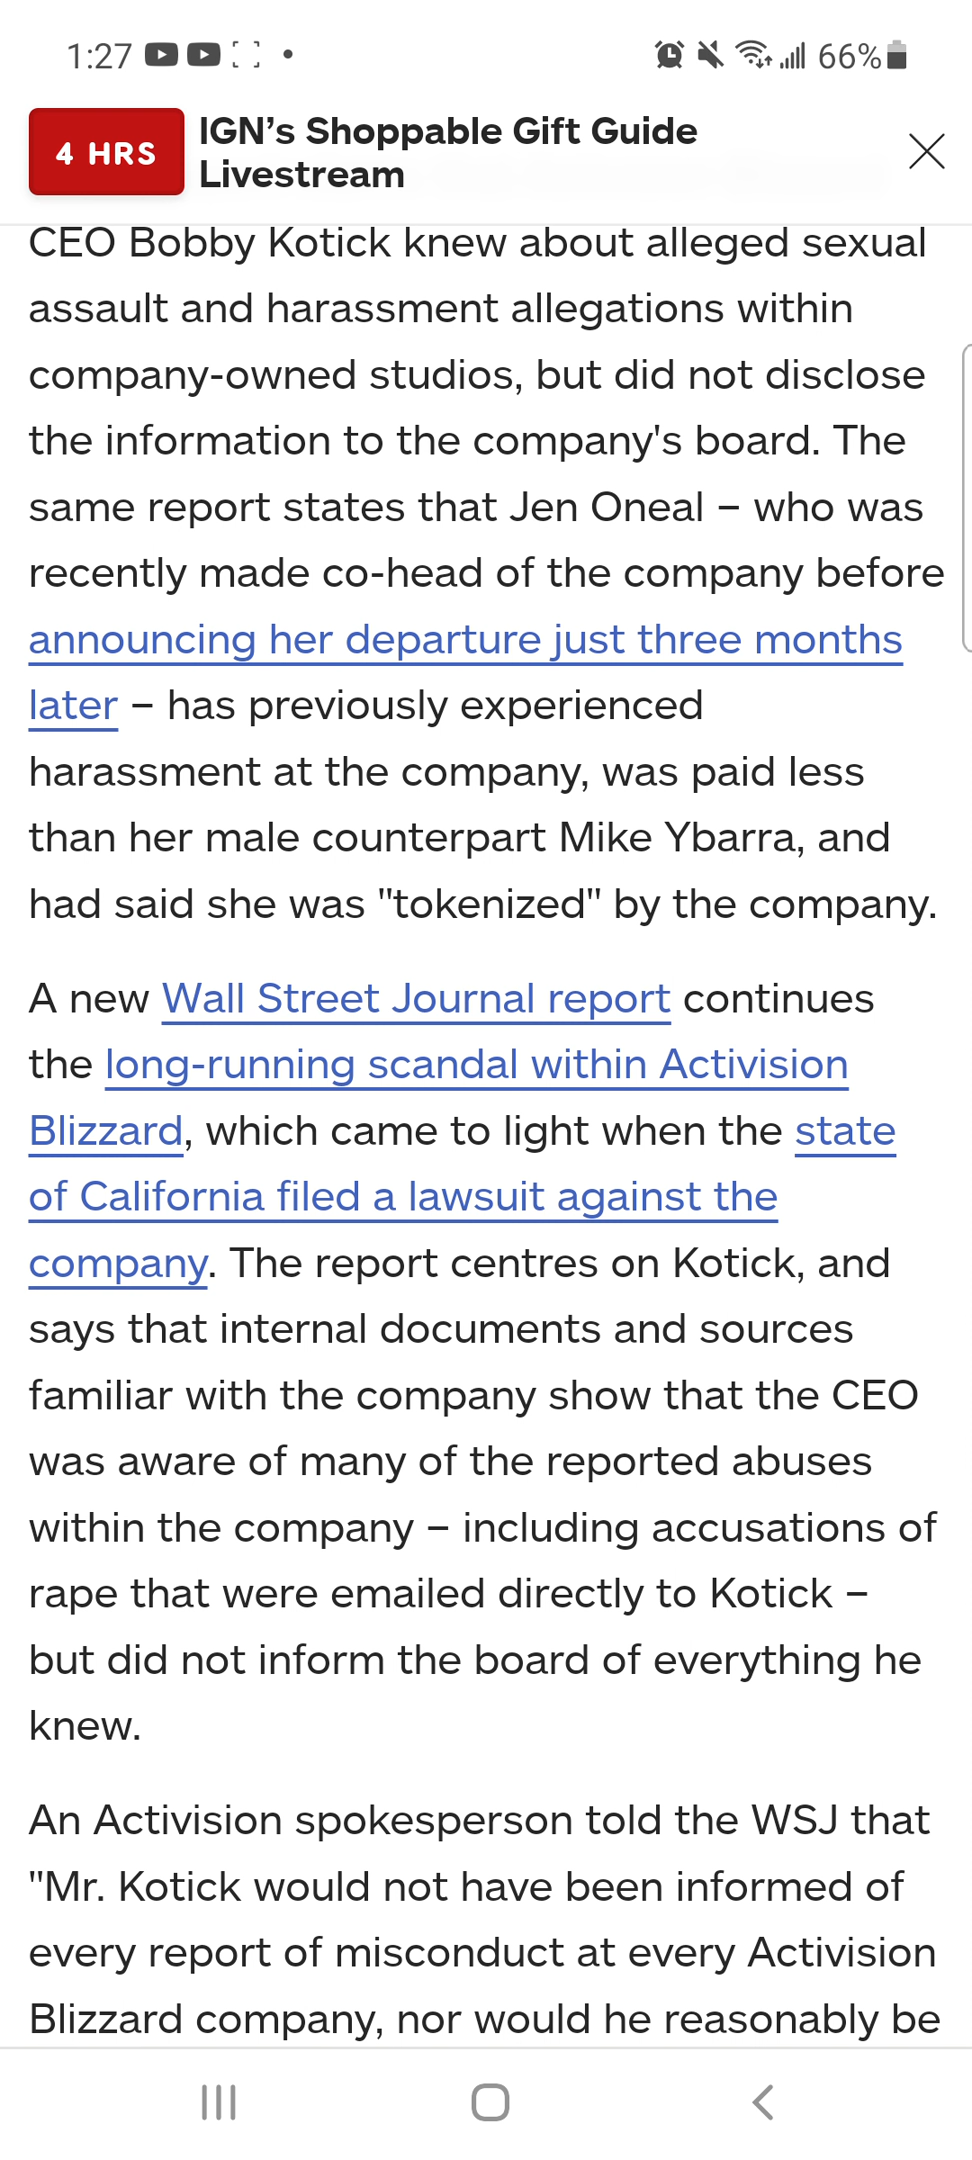 1:27
66%
4 HRS
IGN's Shoppable Gift Guide
Livestream
CEO Bobby Kotick knew about alleged sexual
assault and harassment allegations within
company-owned studios, but did not disclose
the information to the company's board. The
same report states that Jen Oneal – who was
recently made co-head of the company before
announcing her departure just three months
later – has previously experienced
harassment at the company, was paid less
than her male counterpart Mike Ybarra, and
had said she was "tokenized" by the company.
A new Wall Street Journal report continues
the long-running scandal within Activision
Blizzard, which came to light when the state
of California filed a lawsuit against the
company. The report centres on Kotick, and
says that internal documents and sources
familiar with the company show that the CEO
was aware of many of the reported abuses
within the company – including accusations of
rape that were emailed directly to Kotick –
but did not inform the board of everything he
knew.
An Activision spokesperson told the WSJ that
"Mr. Kotick would not have been informed of
every report of misconduct at every Activision
Blizzard company, nor would he reasonably be